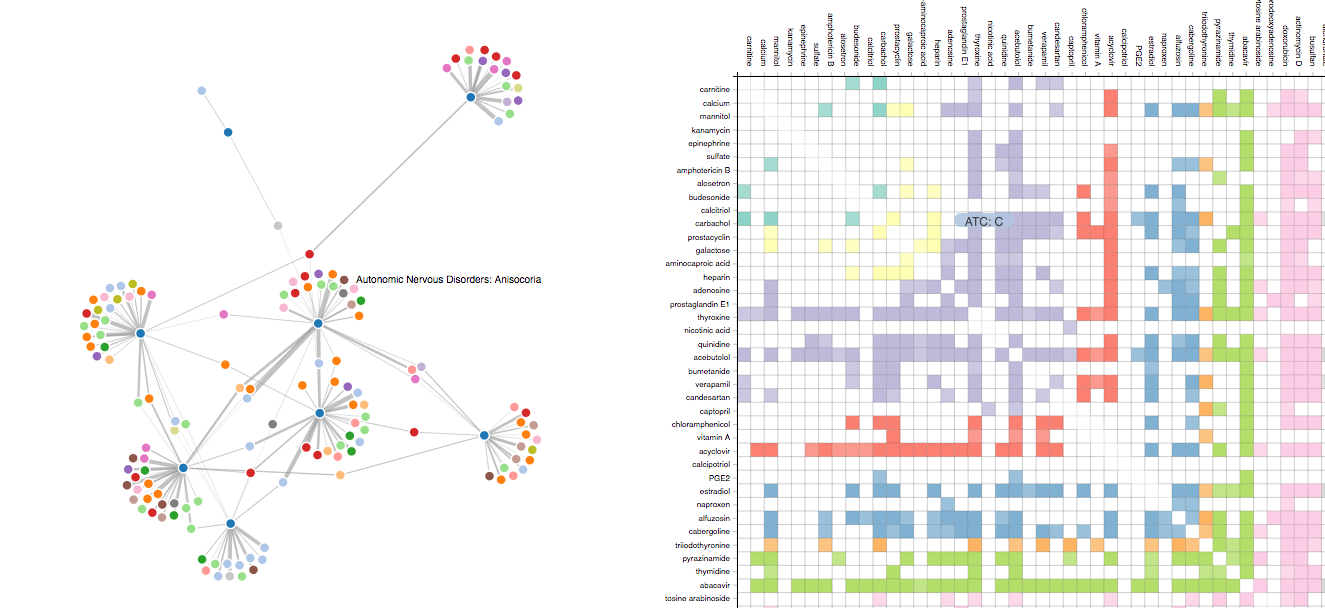 carnitine
calcium
mannitol
kanamycin
epinephrine
sulfate
amphotericin B
alosetron
budesonide
calcitriol
carbachol
prostacyclin
galactose
aminocaproic acid
heparin
adenosine
prostaglandin E1
thyroxine
nicotinic acid
quinidine
acebutolol
bumetanide
verapamil
candesartan
captopril
chloramphenicol
vitamin A
acyclovir
calcipotriol
PGE2
estradiol
naproxen
alfuzosin
cabergoline
triiodothyronine
pyrazinamide
thymidine
abacavir
tosine arabinoside
rodeoxyadenosine
doxorubicin
actinomycin D
busulfan
Autonomic Nervous Disorders: Anisocoria
ATC: C
carnitine
calcium
mannitol
kanamycin
epinephrine
sulfate
amphotericin B
alosetron
budesonide
calcitriol
carbachol
prostacyclin
galactose
aminocaproic acid
heparin
adenosine
prostaglandin E1
thyroxine
nicotinic acid
quinidine
acebutolol
bumetanide
verapamil
candesartan
captopril
chloramphenicol
vitamin A
acyclovir
calcipotriol
PGE2
estradiol
naproxen
alfuzosin
cabergoline
triiodothyronine
pyrazinamide
thymidine
abacavir
tosine arabinoside